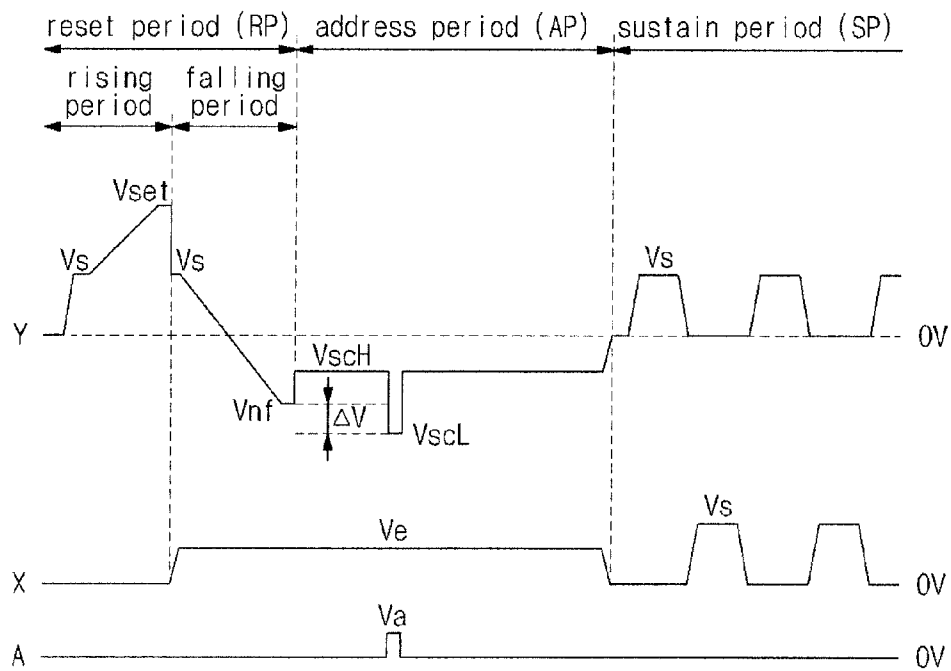 reset period (RP) address period (AP) sustain period (SP)
rising period
falling period
Vset
Vs
Vs
Vs
Y
0V
VscH
Vnf
△V
VscL
Vs
Ve
X
0V
Va
A
0V